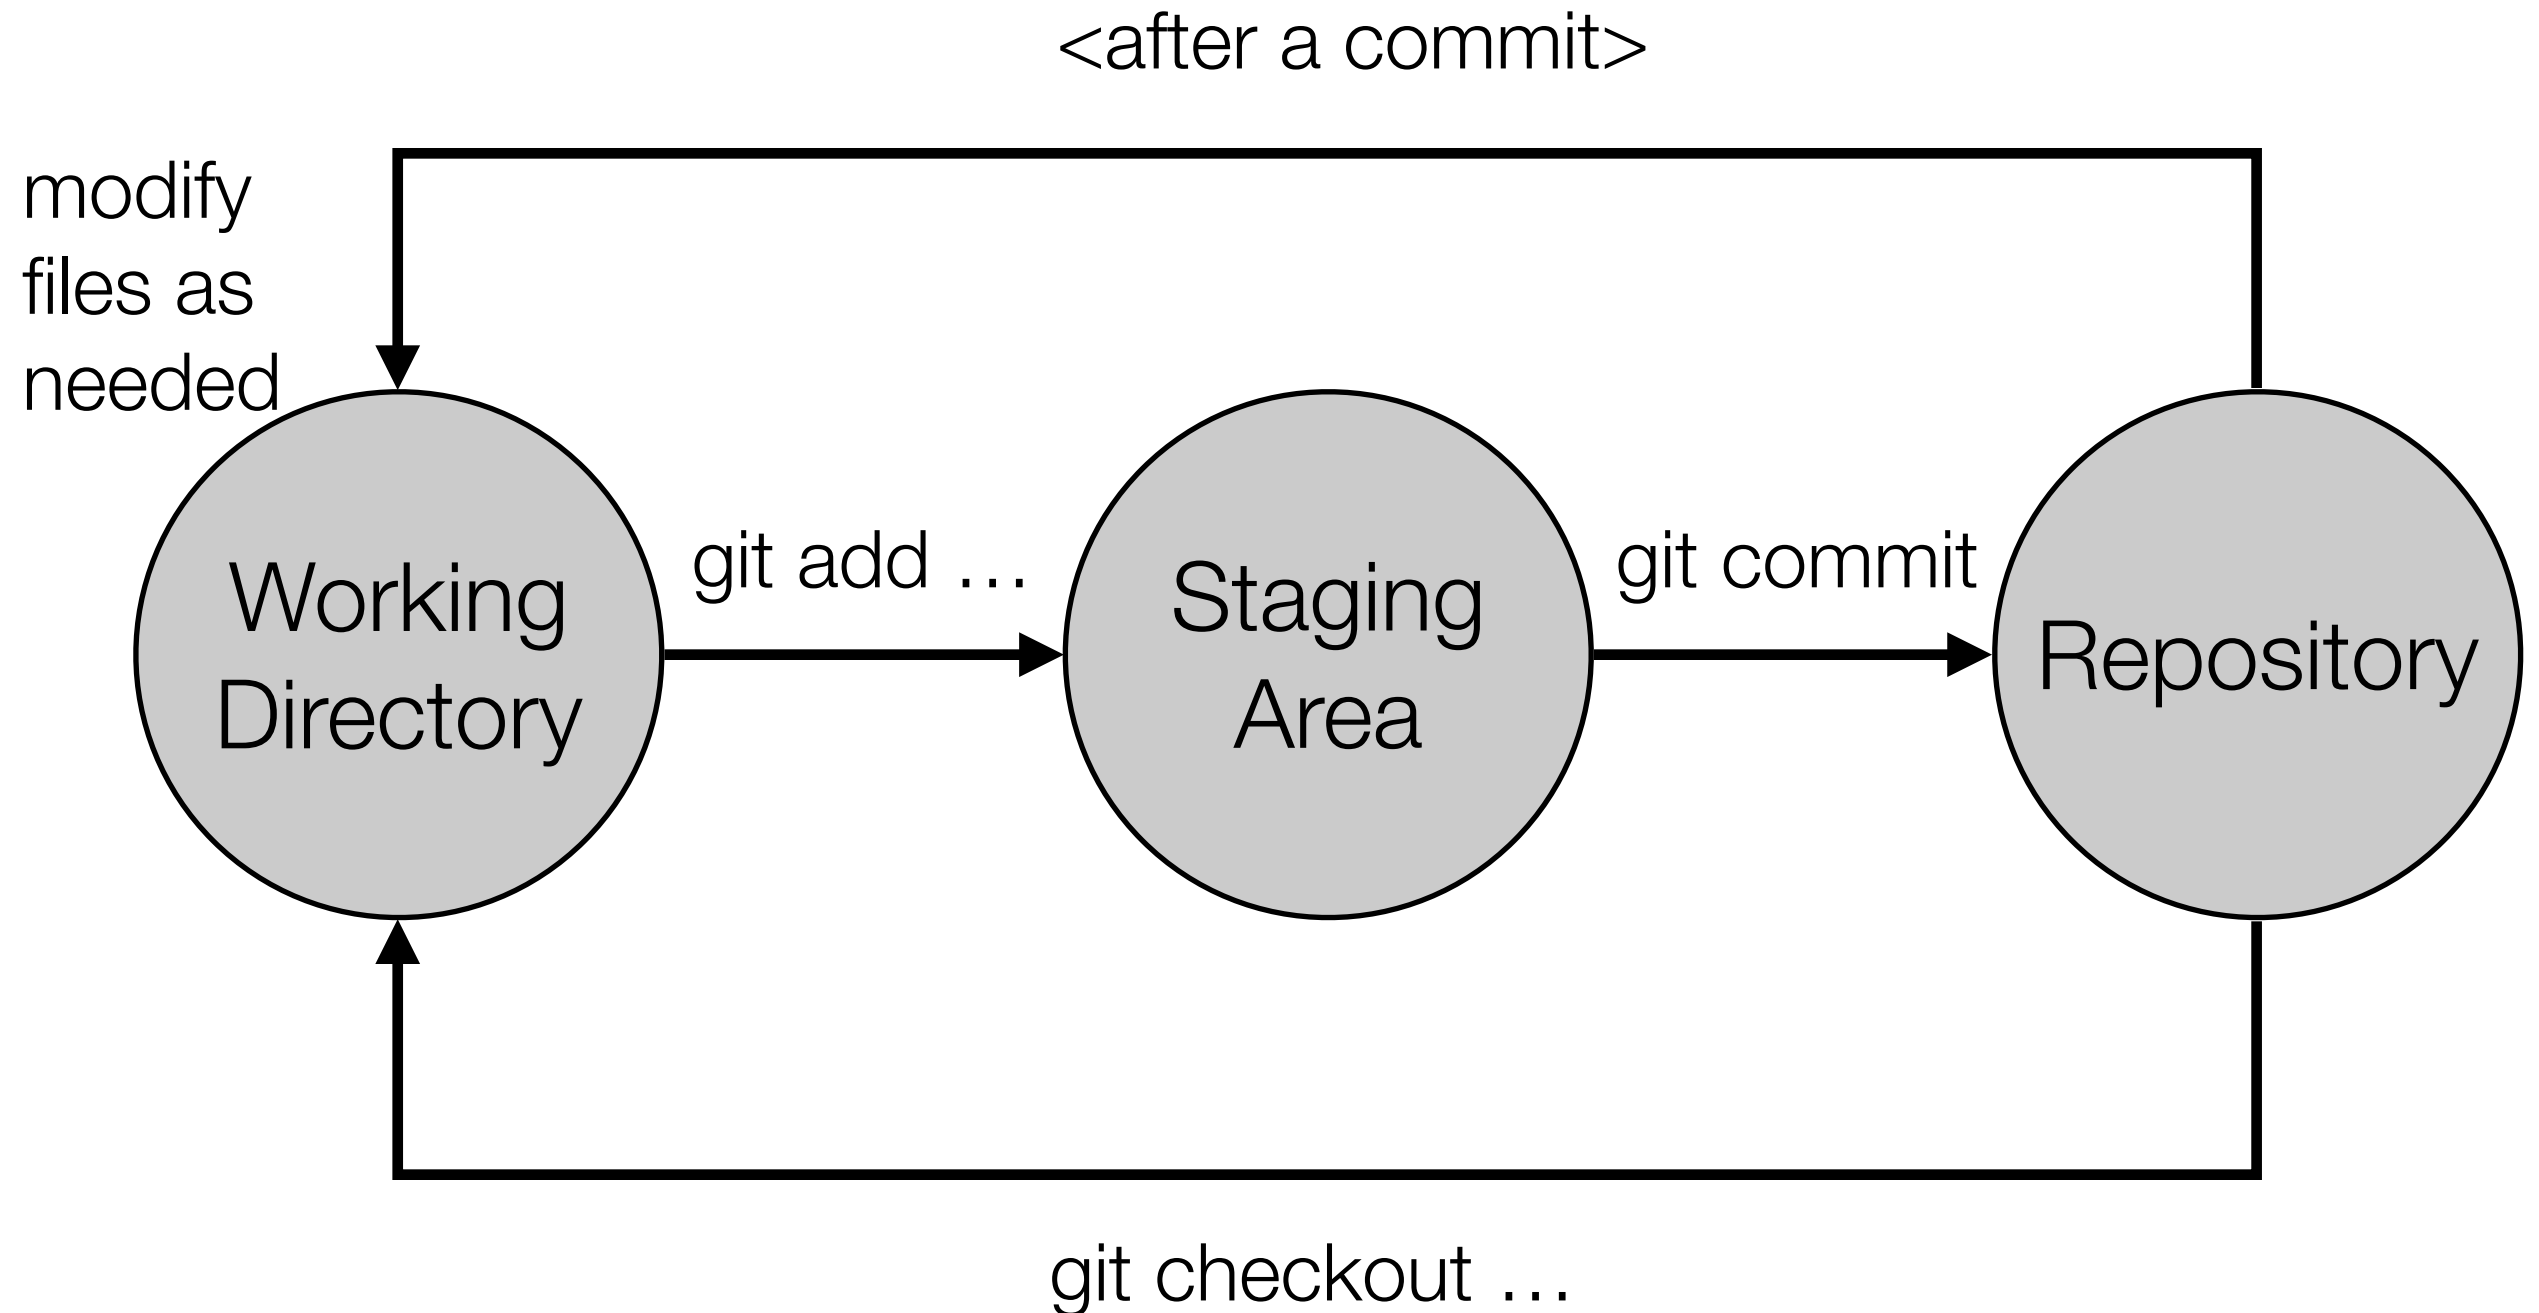 <after a commit>
modify
files as
needed
git add …
git commit
Working
Directory
Staging
Area
Repository
git checkout …